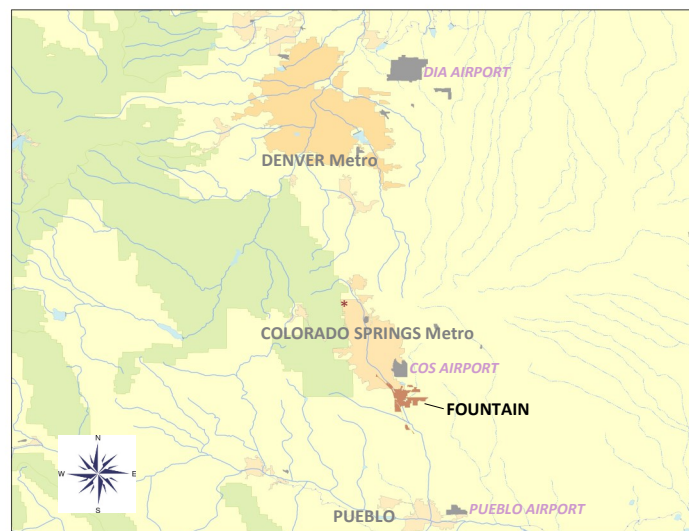 DIA AIRPORT
DENVER Metro
*
COLORADO SPRINGS Metro
COS AIRPORT
FOUNTAIN
N
W E
S
PUEBLO
PUEBLO AIRPORT